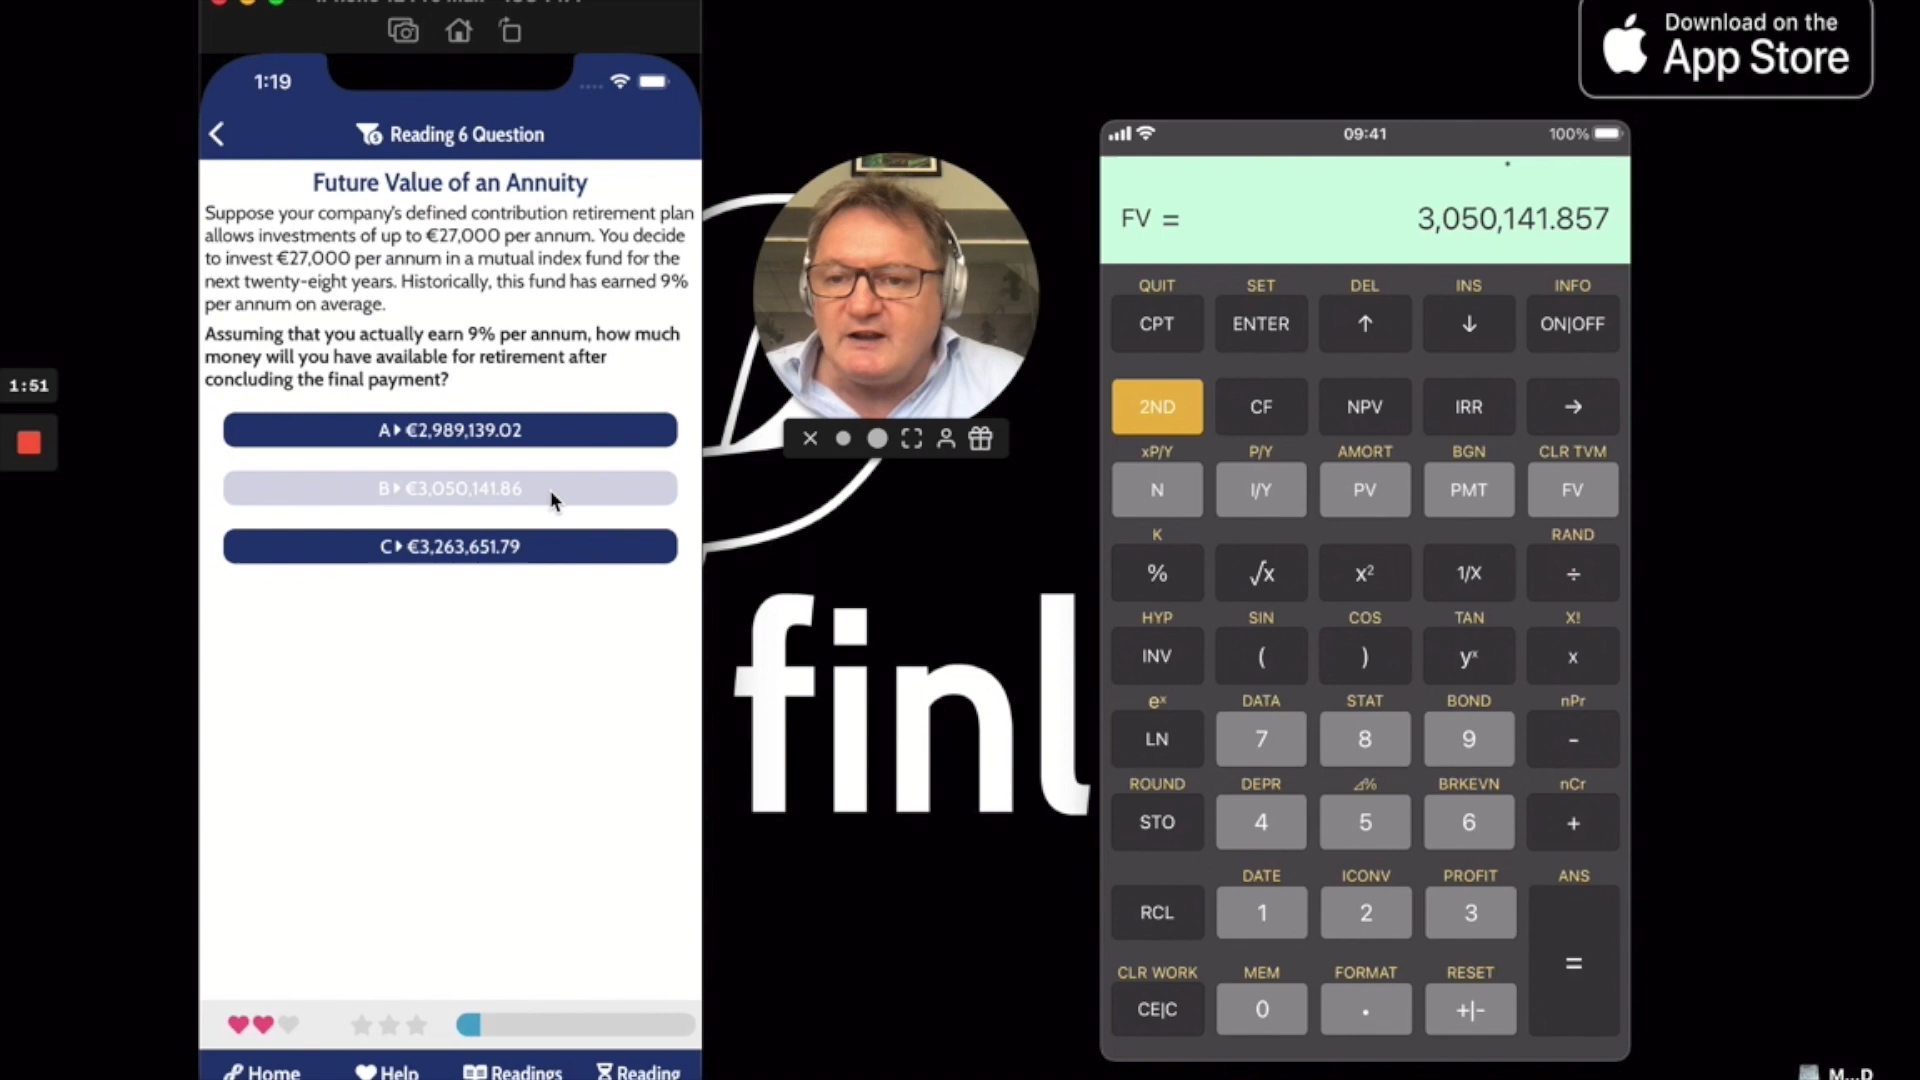 1:19
Reading 6 Question
Future Value of an Annuity
Suppose your company's defined contribution retirement plan
allows investments of up to €27,000 per annum. You decide
to invest €27,000 per annum in a mutual index fund for the
next twenty-eight years. Historically, this fund has earned 9%
per annum on average.
Assuming that you actually earn 9% per annum, how much
money will you have available for retirement after
concluding the final payment?
A €2,989,139.02
B €3,050,141.86
C €3,263,651.79
Home Help Readings Reading
1:51
finl
Download on the
App Store
09:41 100%
FV = 3,050,141.857
QUIT SET DEL INS INFO
CPT ENTER ↑ ↓ ON|OFF
2ND CF NPV IRR →
xP/Y P/Y AMORT BGN CLR TVM
N I/Y PV PMT FV
K RAND
% √x x² 1/X ÷
HYP SIN COS TAN X!
INV ( ) yˣ x
eˣ DATA STAT BOND nPr
LN 7 8 9 -
ROUND DEPR ⊿% BRKEVN nCr
STO 4 5 6 +
DATE ICONV PROFIT ANS
RCL 1 2 3
=
CLR WORK MEM FORMAT RESET
CE|C 0 . +|-
M...D